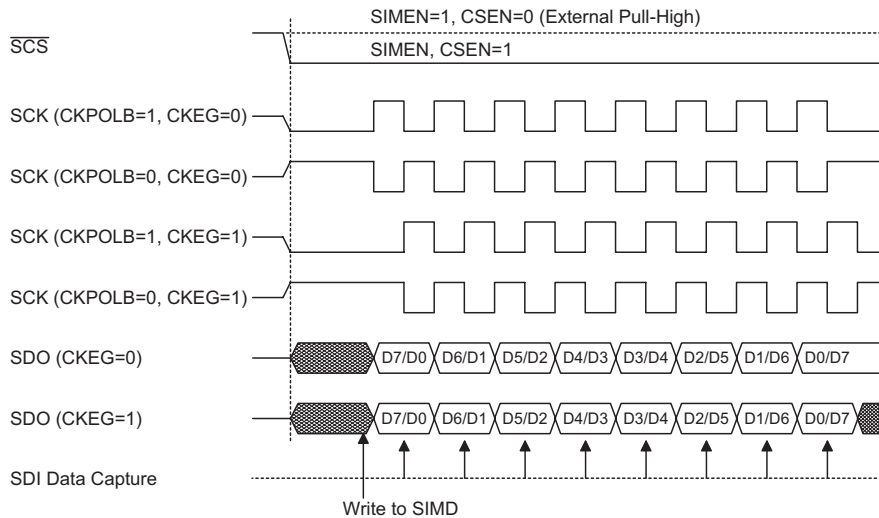 SIMEN=1, CSEN=0 (External Pull-High)
SCS
SIMEN, CSEN=1
SCK (CKPOLB=1, CKEG=0)
SCK (CKPOLB=0, CKEG=0)
SCK (CKPOLB=1, CKEG=1)
SCK (CKPOLB=0, CKEG=1)
SDO (CKEG=0) D7/D0 D6/D1 D5/D2 D4/D3 D3/D4 D2/D5 D1/D6 D0/D7
SDO (CKEG=1) D7/D0 D6/D1 D5/D2 D4/D3 D3/D4 D2/D5 D1/D6 D0/D7
SDI Data Capture
Write to SIMD